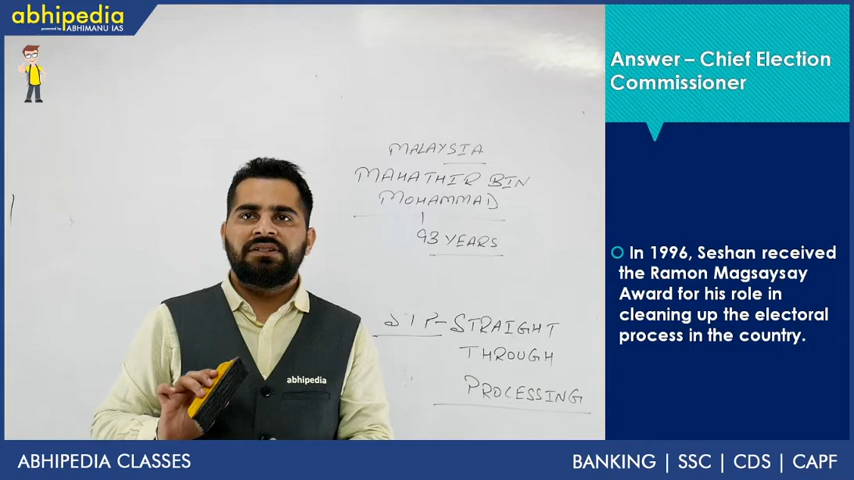 abhipedia
powered by ABHIMANU IAS
MALAYSIA
MAHATHIR BIN
MOHAMMAD
93 YEARS
STP-STRAIGHT
THROUGH
PROCESSING
abhipedia
Answer – Chief Election
Commissioner
In 1996, Seshan received
the Ramon Magsaysay
Award for his role in
cleaning up the electoral
process in the country.
ABHIPEDIA CLASSES
BANKING | SSC | CDS | CAPF